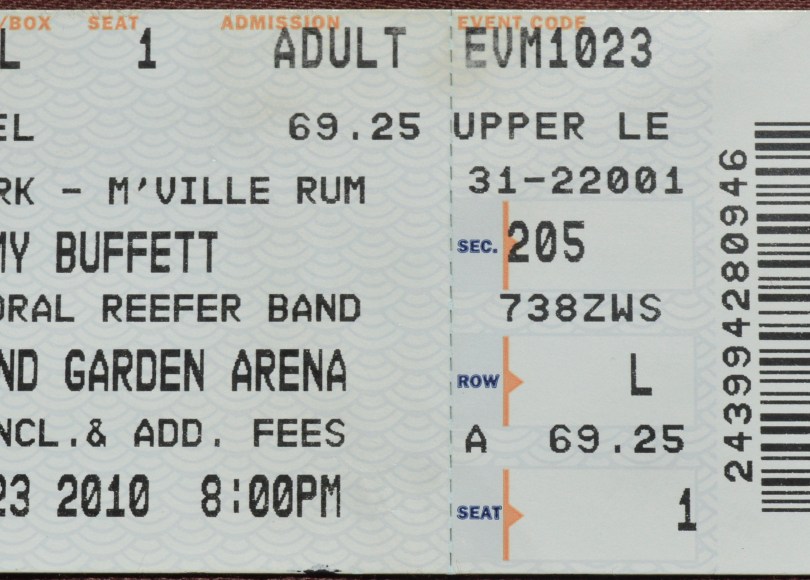 /BOX SEAT ADMISSION
L 1 ADULT
EL 69.25
RK - M'VILLE RUM
MY BUFFETT
ORAL REEFER BAND
ND GARDEN ARENA
NCL.& ADD. FEES
23 2010 8:00PM
EVENT CODE
EVM1023
UPPER LE
31-22001
SEC. 205
738ZWS
ROW L
A 69.25
SEAT 1
243994280946